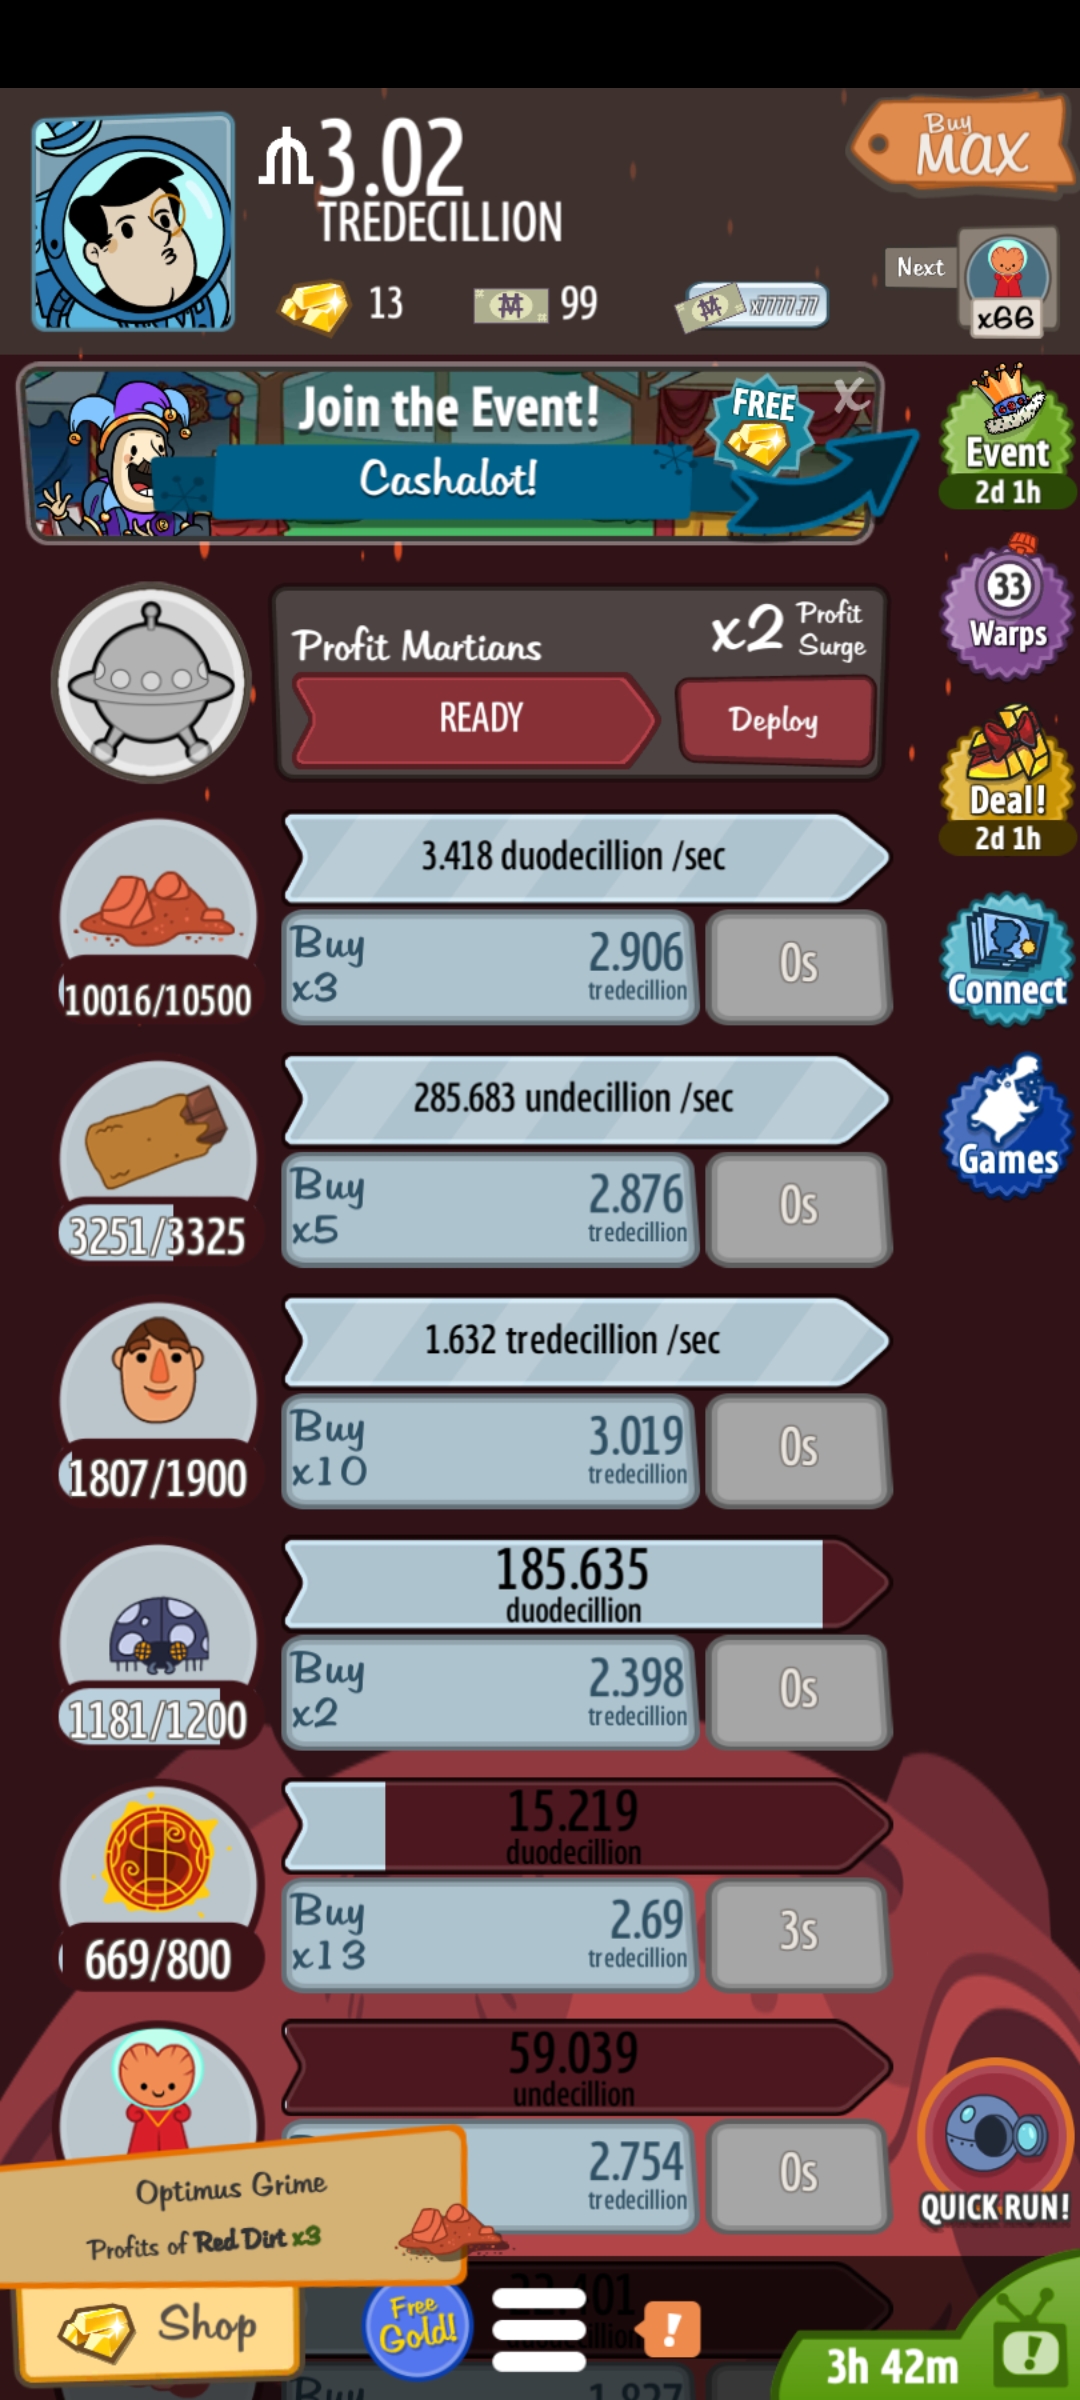 3.02
TREDECILLION
Buy
MAX
13
99
x7777.77
Next
x66
Join the Event!
Cashalot!
FREE
X
Event
2d 1h
33
Warps
Profit Martians
x2 Profit
Surge
READY
Deploy
Deal!
2d 1h
3.418 duodecillion /sec
Buy
x3
2.906
tredecillion
0s
10016/10500
Connect
285.683 undecillion /sec
Buy
x5
2.876
tredecillion
0s
3251/3325
Games
1.632 tredecillion /sec
Buy
x10
3.019
tredecillion
0s
1807/1900
185.635
duodecillion
Buy
x2
2.398
tredecillion
0s
1181/1200
15.219
duodecillion
Buy
x13
2.69
tredecillion
3s
669/800
59.039
undecillion
2.754
tredecillion
0s
QUICK RUN!
Optimus Grime
Profits of Red Dirt x3
Shop
Free
Gold!
!
3h 42m
!
Buy
1.827